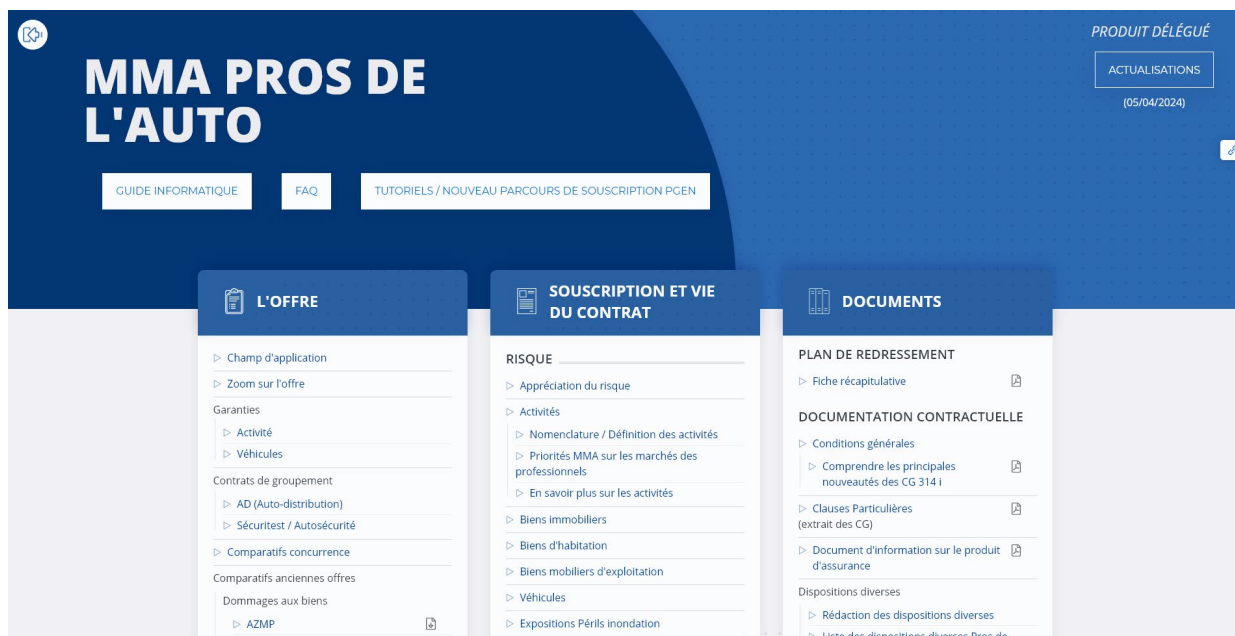 PRODUIT DÉLÉGUÉ
ACTUALISATIONS
(05/04/2024)
MMA PROS DE
L'AUTO
GUIDE INFORMATIQUE
FAQ
TUTORIELS / NOUVEAU PARCOURS DE SOUSCRIPTION PGEN
L'OFFRE
Champ d'application
Zoom sur l'offre
Garanties
Activité
Véhicules
Contrats de groupement
AD (Auto-distribution)
Sécuritest / Autosécurité
Comparatifs concurrence
Comparatifs anciennes offres
Dommages aux biens
AZMP
SOUSCRIPTION ET VIE
DU CONTRAT
RISQUE
Appréciation du risque
Activités
Nomenclature / Définition des activités
Priorités MMA sur les marchés des
professionnels
En savoir plus sur les activités
Biens immobiliers
Biens d'habitation
Biens mobiliers d'exploitation
Véhicules
Expositions Périls inondation
DOCUMENTS
PLAN DE REDRESSEMENT
Fiche récapitulative
DOCUMENTATION CONTRACTUELLE
Conditions générales
Comprendre les principales
nouveautés des CG 314 i
Clauses Particulières
(extrait des CG)
Document d'information sur le produit
d'assurance
Dispositions diverses
Rédaction des dispositions diverses
Liste des dispositions diverses Pros de